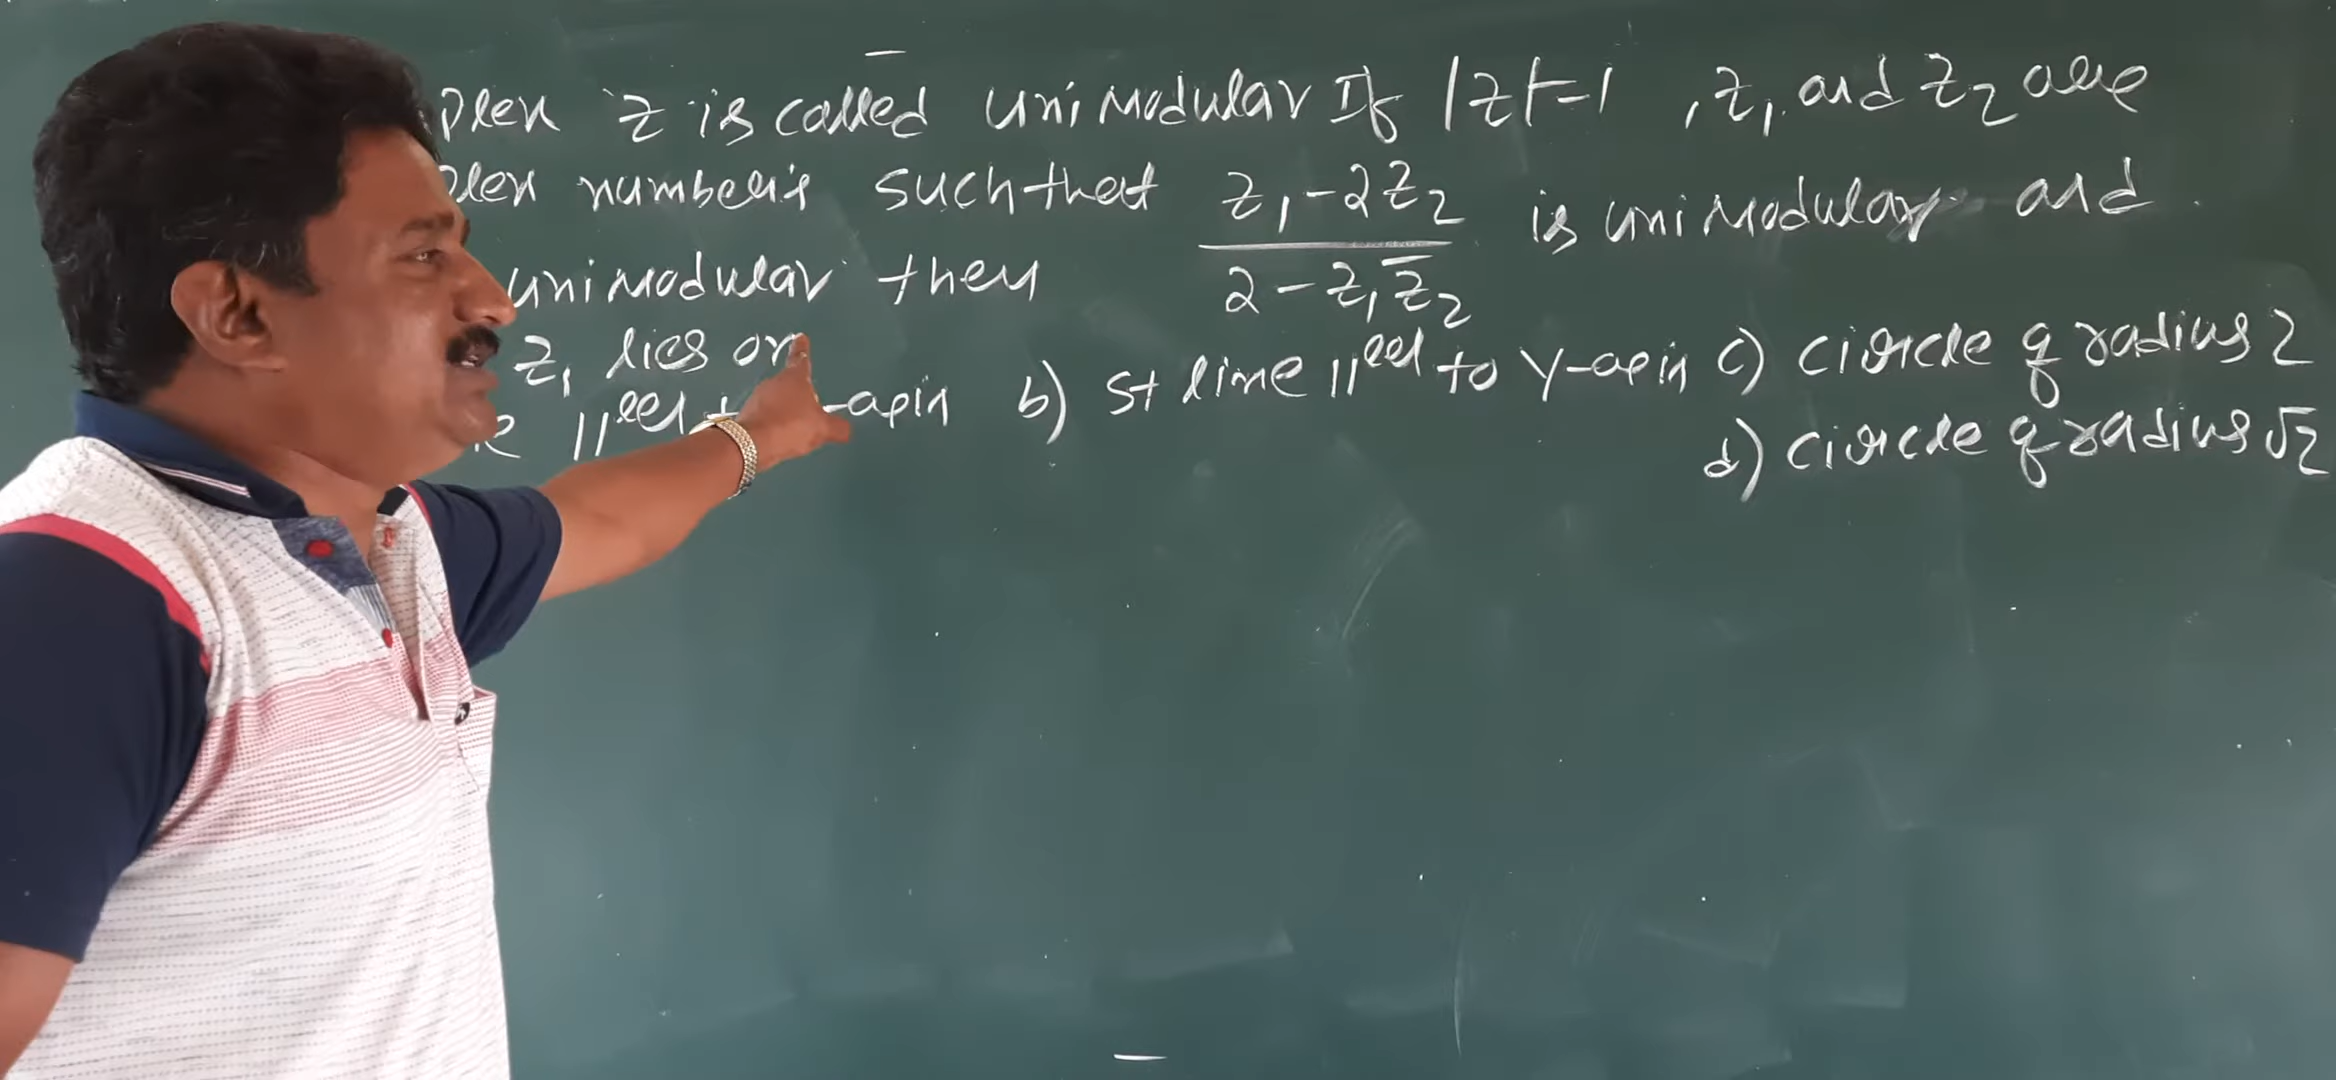 plex z is called unimodular If |z|=1 , z₁ and z₂ are
plex numbers such that z₁-2z₂ / 2-z₁z̅₂ is unimodular and
unimodular then
z₁ lies on
||el -axis b) St line ||el to Y-axis c) circle of radius 2
d) circle of radius √2